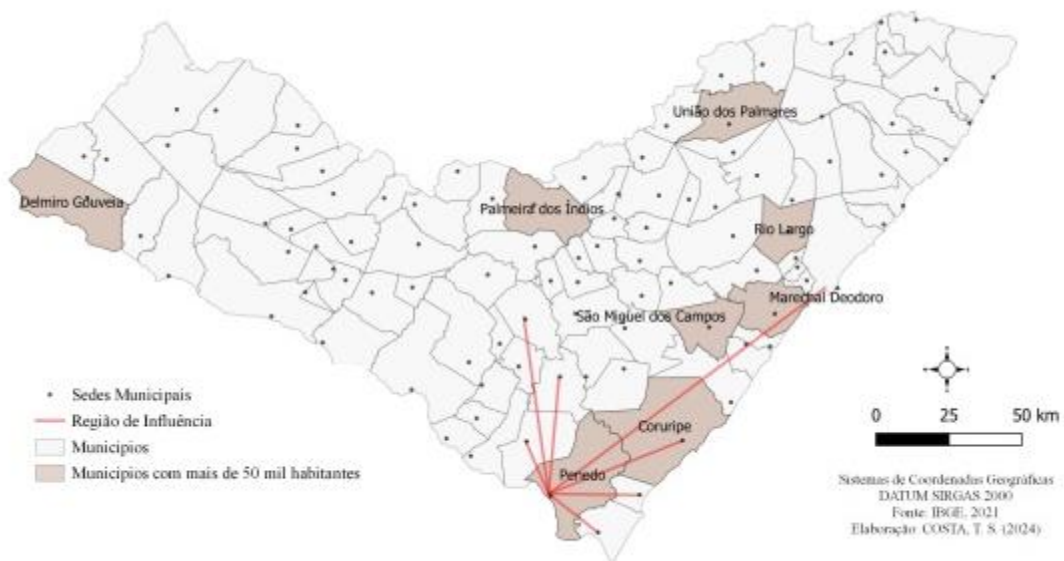 União dos Palmares
Delmiro Gouveia
Palmeira dos Índios
Rio Largo
Marechal Deodoro
São Miguel dos Campos
Coruripe
Penedo
Sedes Municipais
Região de Influência
Municípios
Municípios com mais de 50 mil habitantes
0 25 50 km
Sistemas de Coordenadas Geográficas
DATUM SIRGAS 2000
Fonte: IBGE, 2021
Elaboração: COSTA, T. S. (2024)